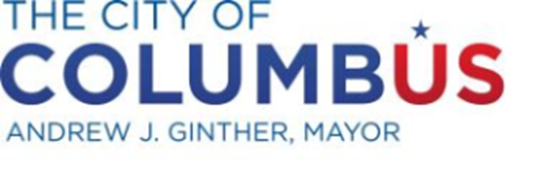 THE CITY OF
COLUMBUS
ANDREW J. GINTHER, MAYOR